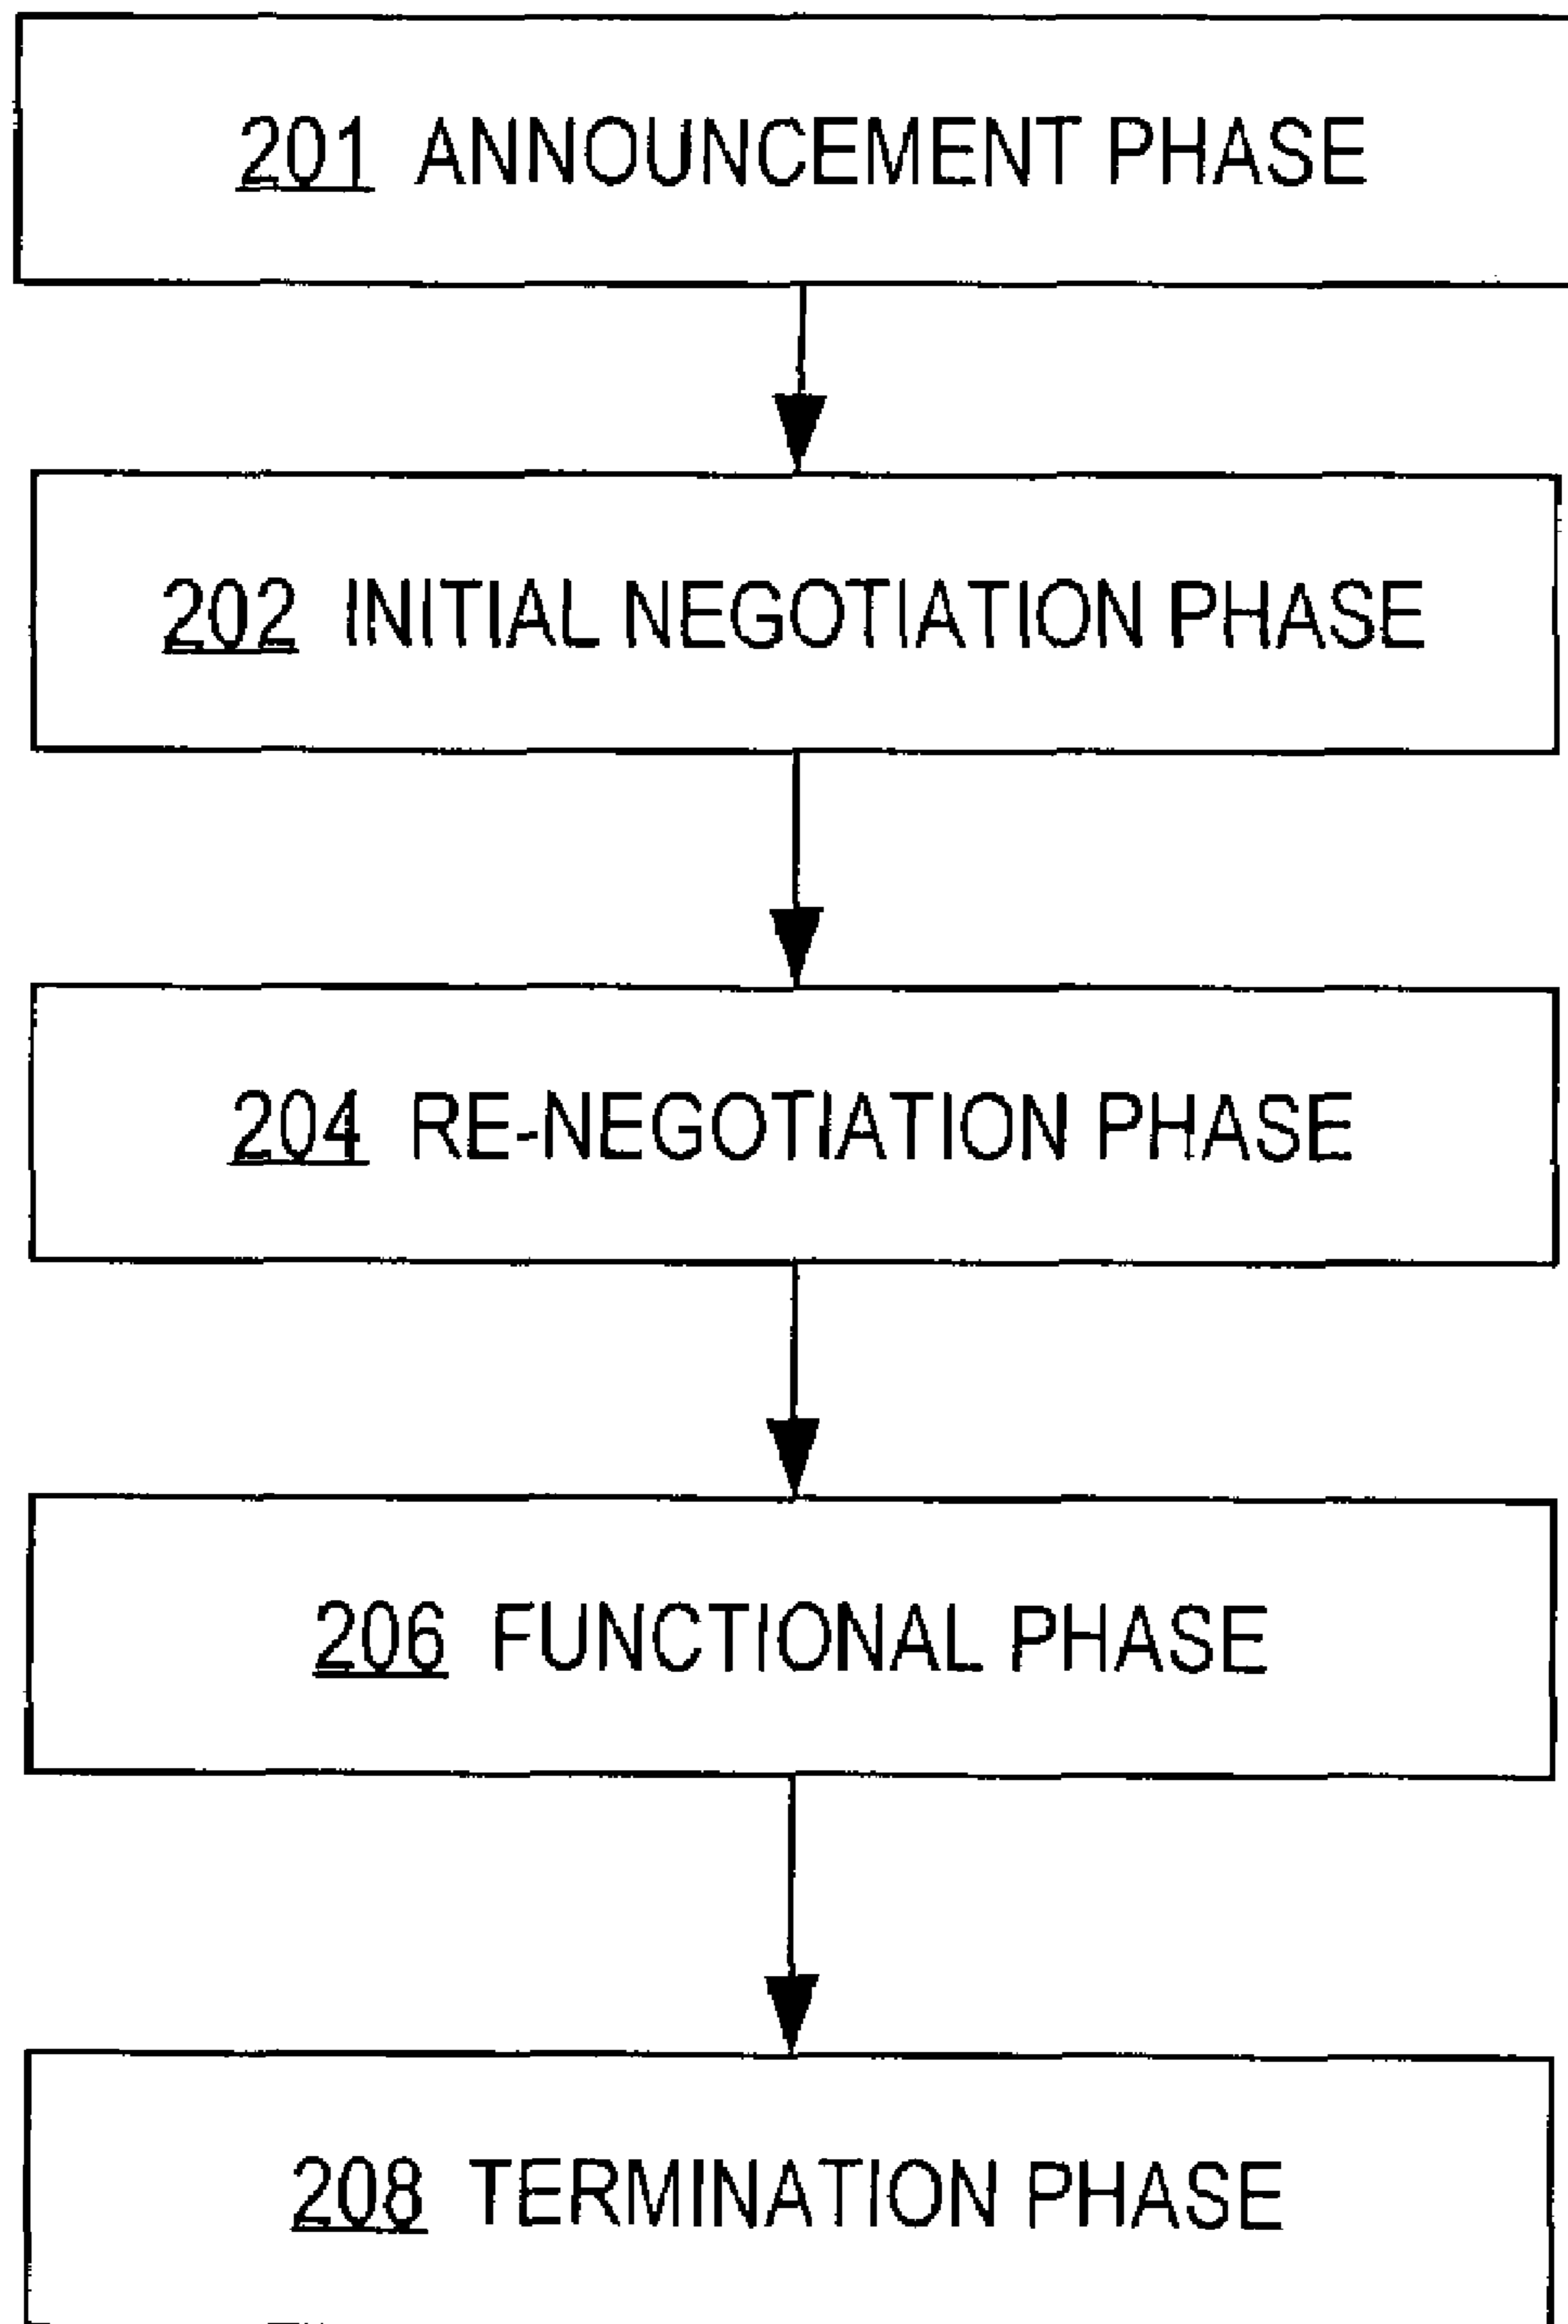 201 ANNOUNCEMENT PHASE
202 INITIAL NEGOTIATION PHASE
204 RE-NEGOTIATION PHASE
206 FUNCTIONAL PHASE
208 TERMINATION PHASE